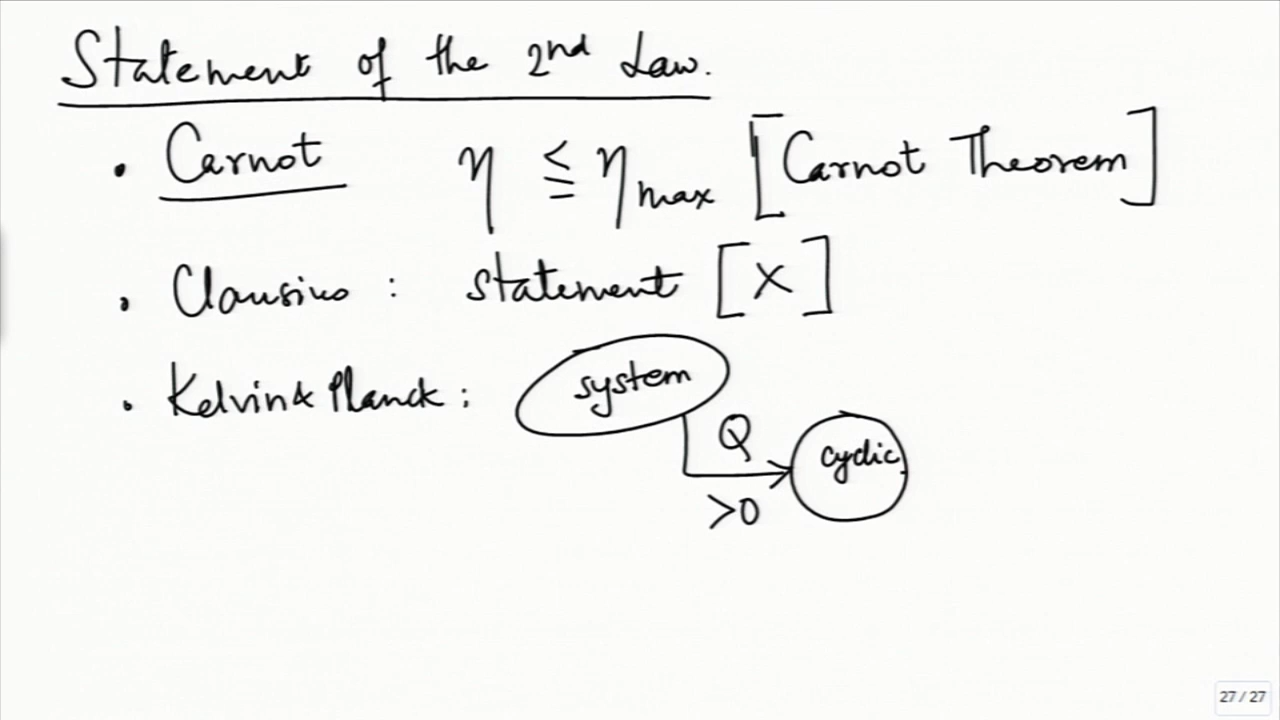 Statement of the 2nd Law.
• Carnot η ≤ ηmax [Carnot Theorem]
• Clausius : statement [X]
• Kelvin & Planck : system
Q
cyclic
>0
27 / 27